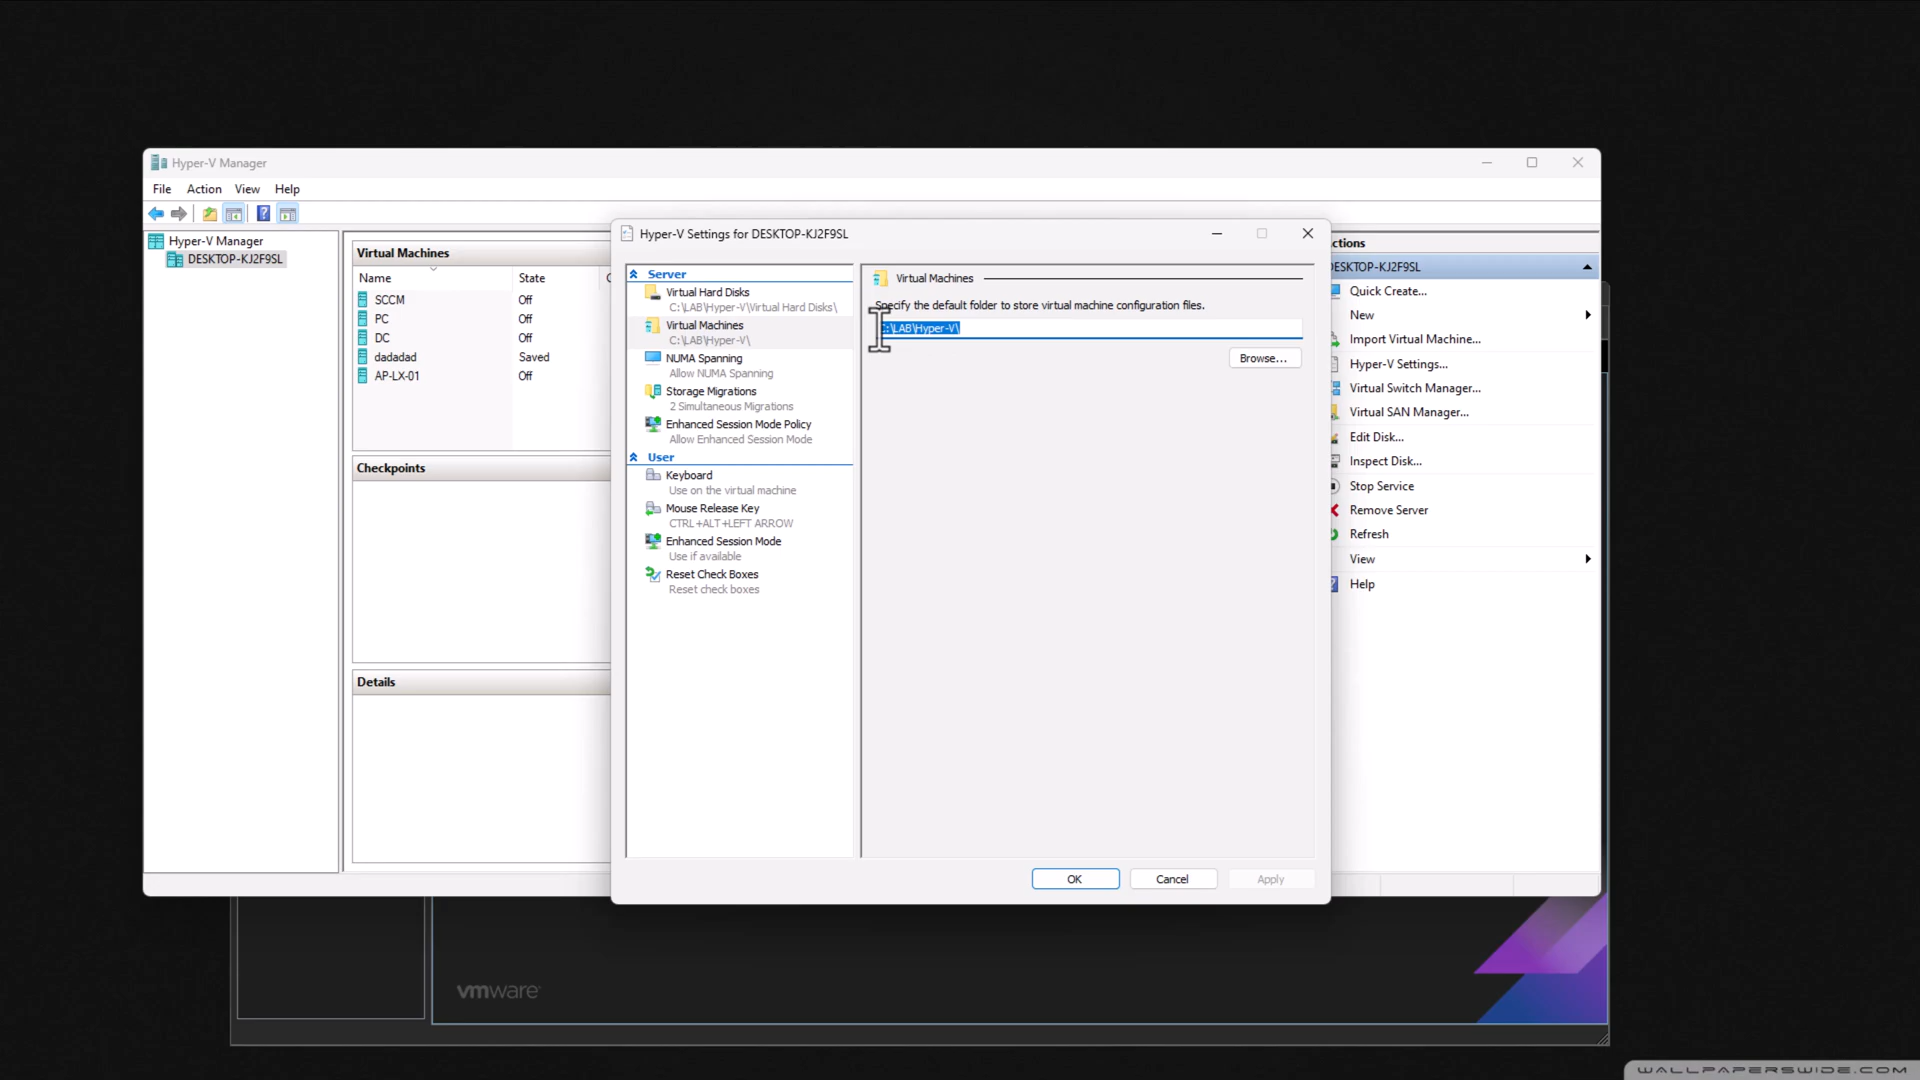 Hyper-V Manager
File Action View Help
Hyper-V Manager
DESKTOP-KJ2F9SL
Virtual Machines
Name State
SCCM Off
PC Off
DC Off
dadadad Saved
AP-LX-01 Off
Checkpoints
Details
Hyper-V Settings for DESKTOP-KJ2F9SL
Server
Virtual Hard Disks
C:\LAB\Hyper-V\Virtual Hard Disks\
Virtual Machines
C:\LAB\Hyper-V\
NUMA Spanning
Allow NUMA Spanning
Storage Migrations
2 Simultaneous Migrations
Enhanced Session Mode Policy
Allow Enhanced Session Mode
User
Keyboard
Use on the virtual machine
Mouse Release Key
CTRL+ALT+LEFT ARROW
Enhanced Session Mode
Use if available
Reset Check Boxes
Reset check boxes
Virtual Machines
Specify the default folder to store virtual machine configuration files.
C:\LAB\Hyper-V\
Browse...
OK Cancel Apply
ctions
DESKTOP-KJ2F9SL
Quick Create...
New
Import Virtual Machine...
Hyper-V Settings...
Virtual Switch Manager...
Virtual SAN Manager...
Edit Disk...
Inspect Disk...
Stop Service
Remove Server
Refresh
View
Help
vmware
WALLPAPERSWIDE.COM